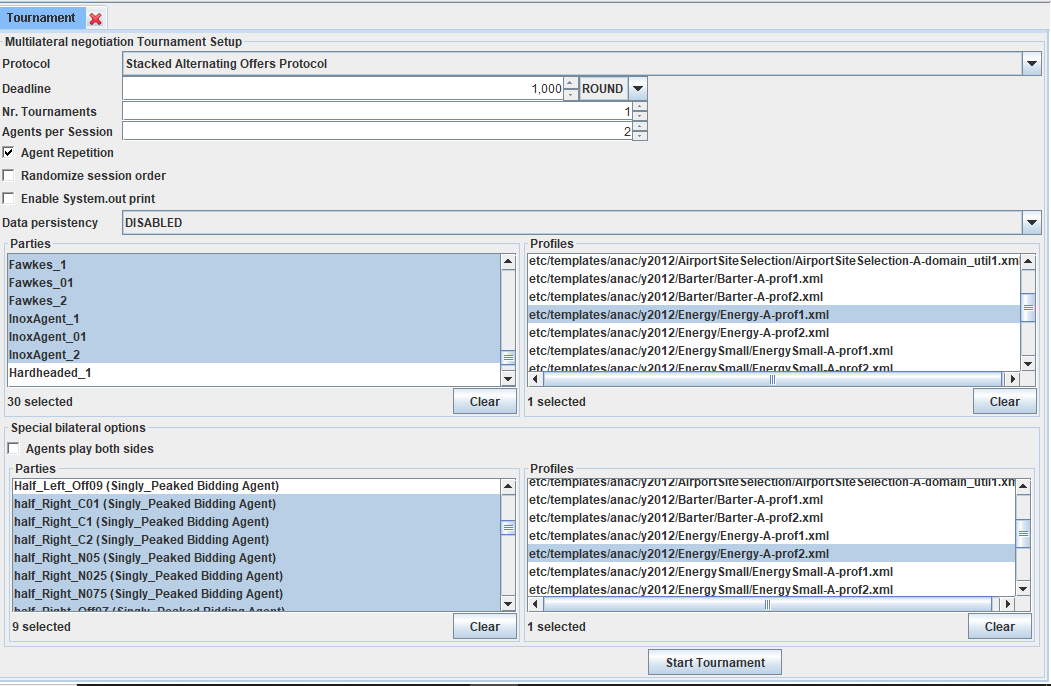 Tournament
Multilateral negotiation Tournament Setup
Protocol Stacked Alternating Offers Protocol
Deadline 1,000 ROUND
Nr. Tournaments 1
Agents per Session 2
Agent Repetition
Randomize session order
Enable System.out print
Data persistency DISABLED
Parties
Fawkes_1
Fawkes_01
Fawkes_2
InoxAgent_1
InoxAgent_01
InoxAgent_2
Hardheaded_1
30 selected Clear
Profiles
etc/templates/anac/y2012/AirportSiteSelection/AirportSiteSelection-A-domain_util1.xm
etc/templates/anac/y2012/Barter/Barter-A-prof1.xml
etc/templates/anac/y2012/Barter/Barter-A-prof2.xml
etc/templates/anac/y2012/Energy/Energy-A-prof1.xml
etc/templates/anac/y2012/Energy/Energy-A-prof2.xml
etc/templates/anac/y2012/EnergySmall/EnergySmall-A-prof1.xml
etc/templates/anac/y2012/EnergySmall/EnergySmall-A-prof2.xml
1 selected Clear
Special bilateral options
Agents play both sides
Parties
Half_Left_Off09 (Singly_Peaked Bidding Agent)
half_Right_C01 (Singly_Peaked Bidding Agent)
half_Right_C1 (Singly_Peaked Bidding Agent)
half_Right_C2 (Singly_Peaked Bidding Agent)
half_Right_N05 (Singly_Peaked Bidding Agent)
half_Right_N025 (Singly_Peaked Bidding Agent)
half_Right_N075 (Singly_Peaked Bidding Agent)
half_Right_Off07 (Singly_Peaked Bidding Agent)
9 selected Clear
Profiles
etc/templates/anac/y2012/AirportSiteSelection/AirportSiteSelection-A-domain_util1.xm
etc/templates/anac/y2012/Barter/Barter-A-prof1.xml
etc/templates/anac/y2012/Barter/Barter-A-prof2.xml
etc/templates/anac/y2012/Energy/Energy-A-prof1.xml
etc/templates/anac/y2012/Energy/Energy-A-prof2.xml
etc/templates/anac/y2012/EnergySmall/EnergySmall-A-prof1.xml
etc/templates/anac/y2012/EnergySmall/EnergySmall-A-prof2.xml
1 selected Clear
Start Tournament